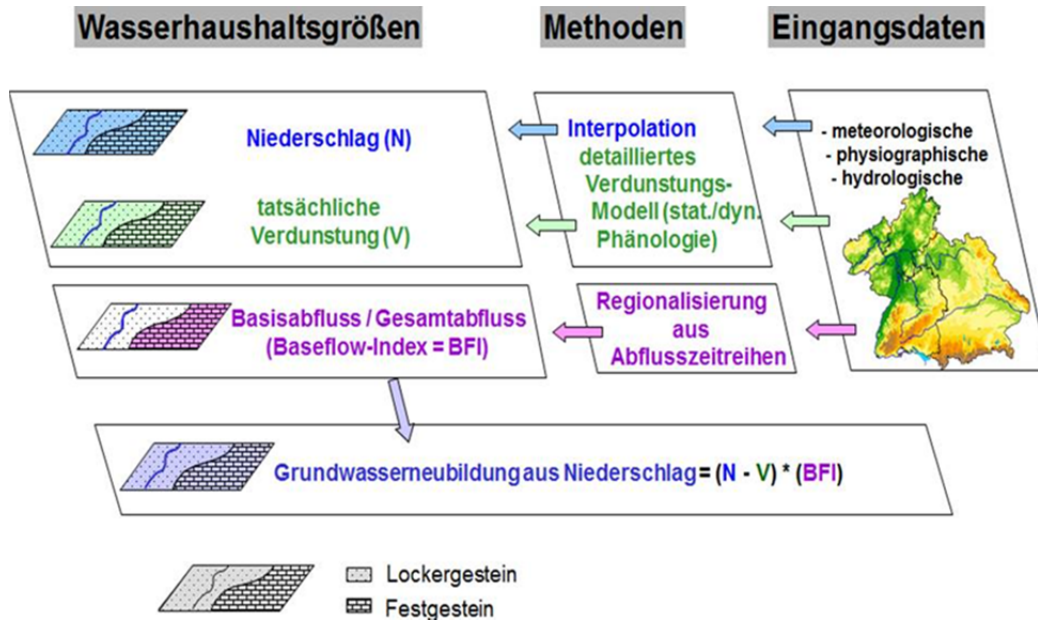 Wasserhaushaltsgrößen
Methoden
Eingangsdaten
Niederschlag (N)
tatsächliche
Verdunstung (V)
Interpolation
detailliertes
Verdunstungs-
Modell (stat./dyn.
Phänologie)
- meteorologische
- physiographische
- hydrologische
Basisabfluss / Gesamtabfluss
(Baseflow-Index = BFI)
Regionalisierung
aus
Abflusszeitreihen
Grundwasserneubildung aus Niederschlag = (N - V) * (BFI)
Lockergestein
Festgestein